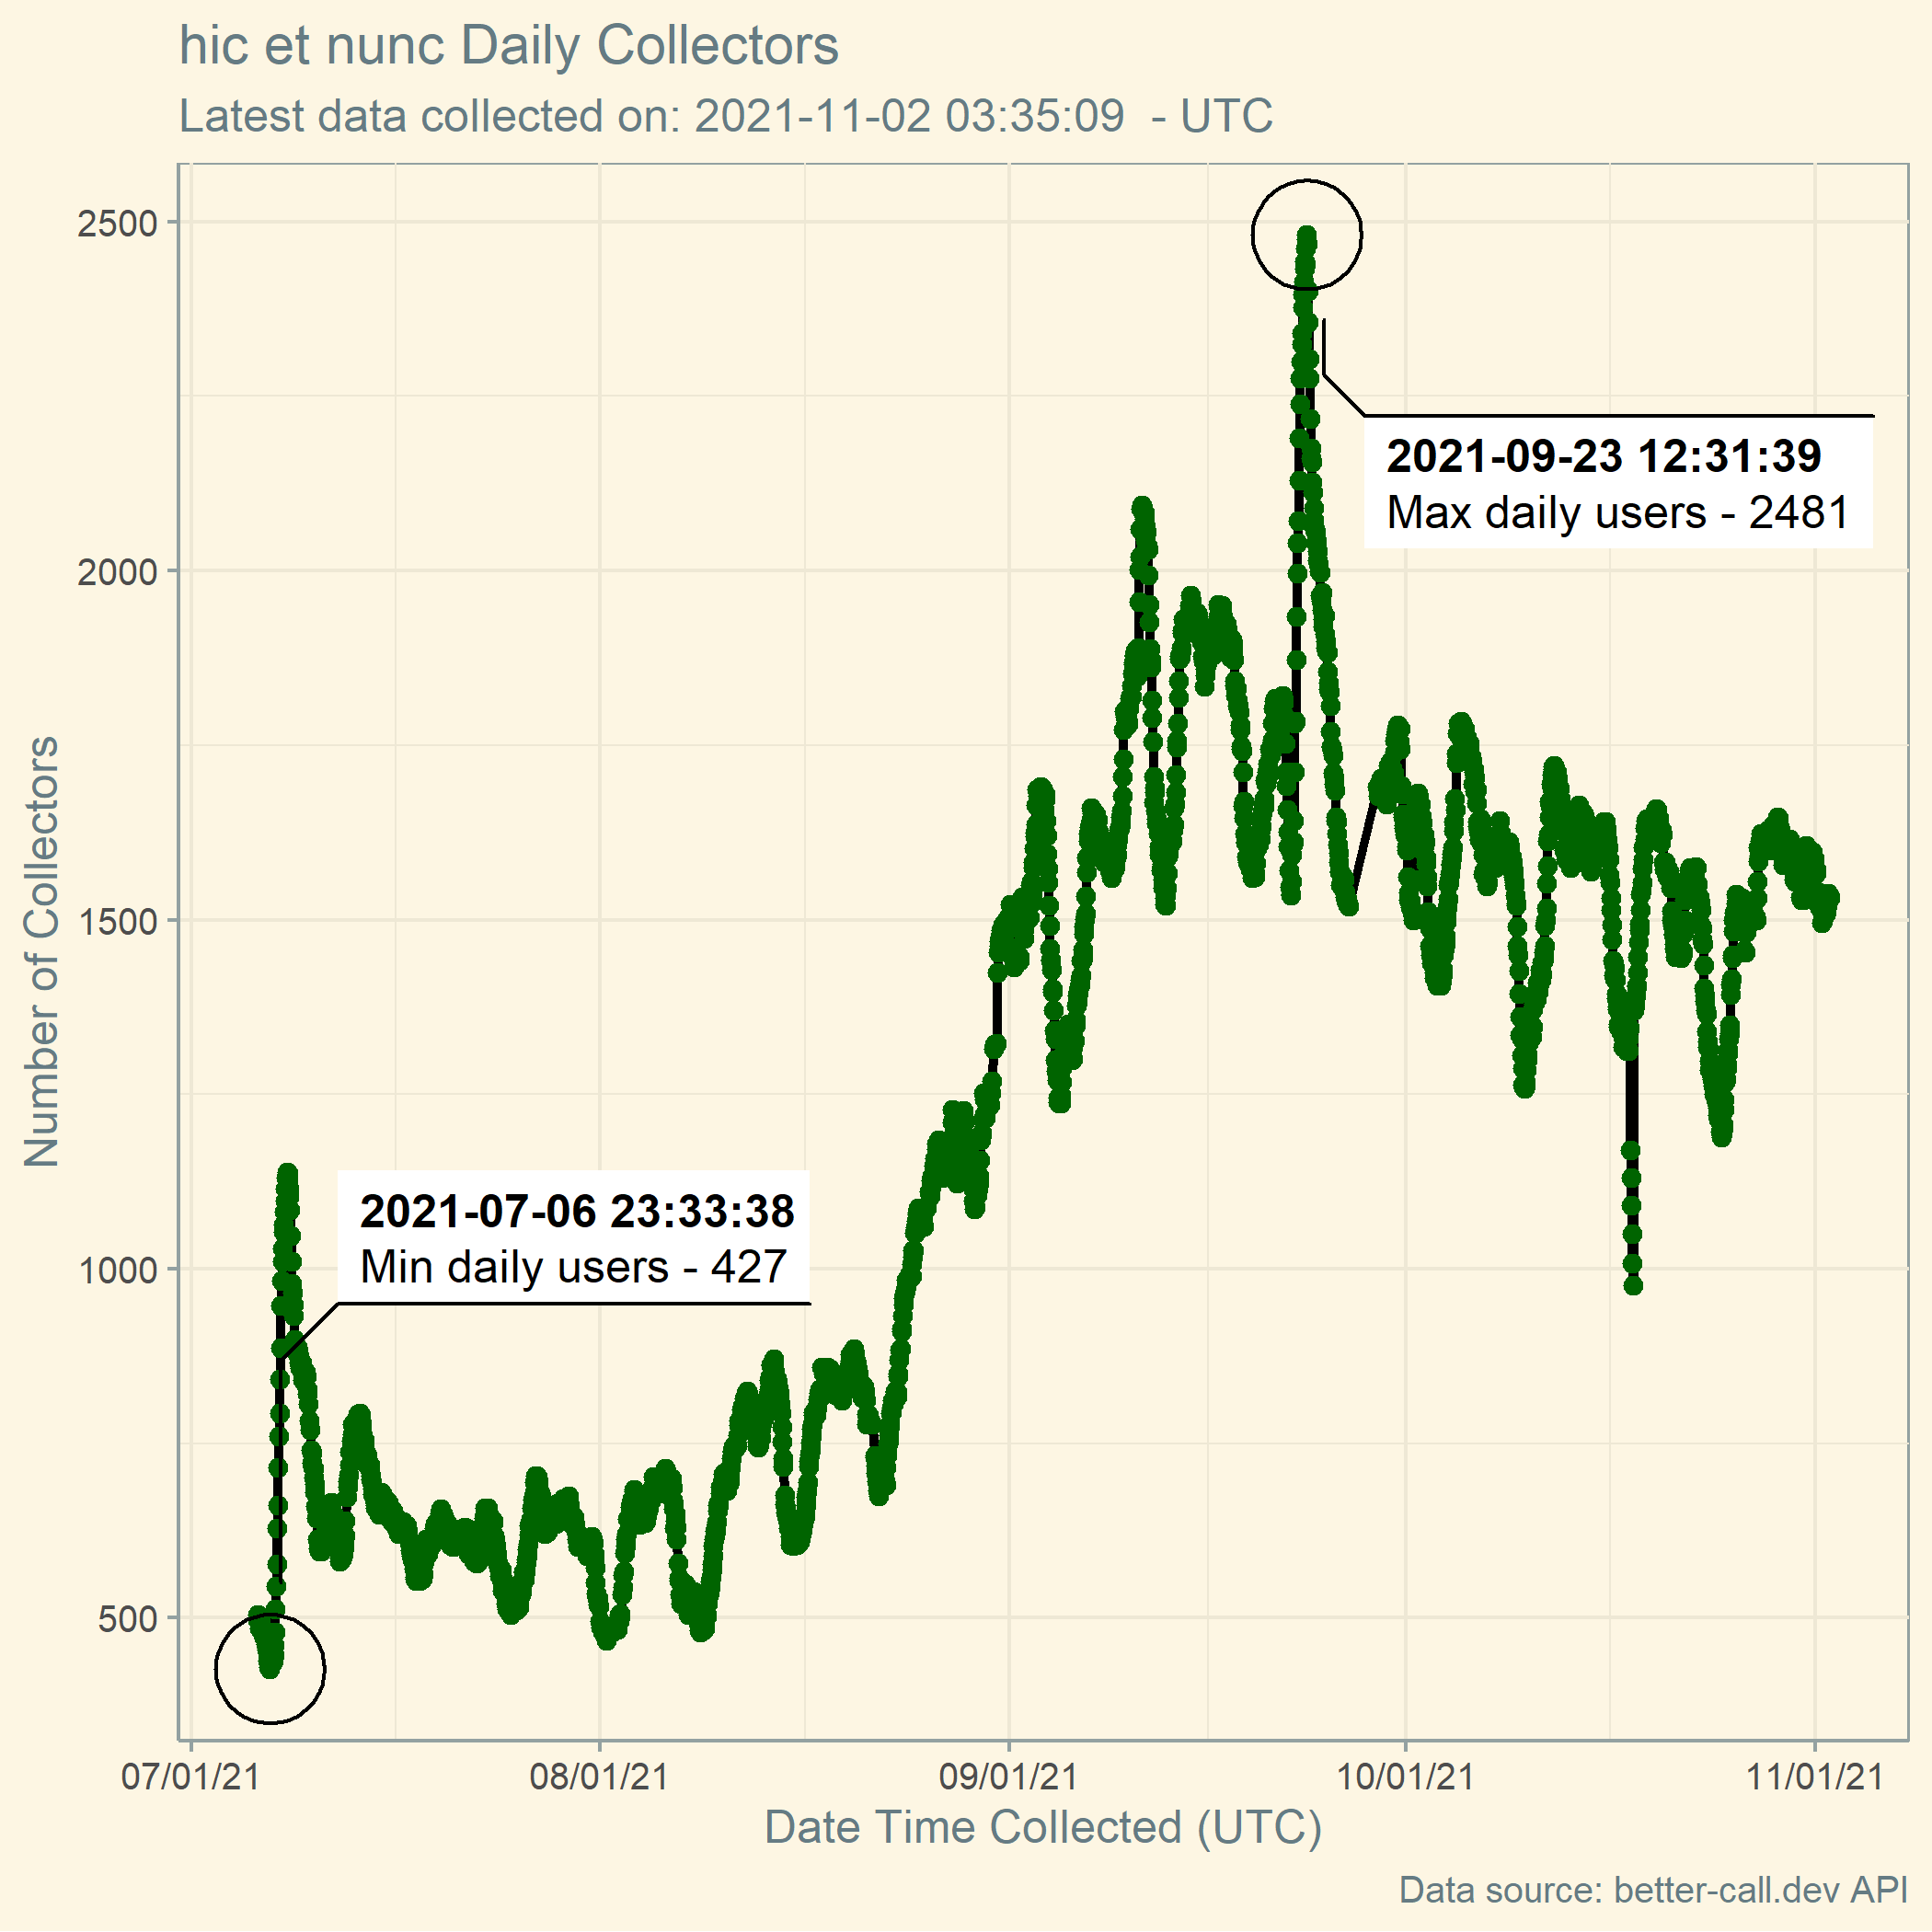 hic et nunc Daily Collectors
Latest data collected on: 2021-11-02 03:35:09  - UTC
2500
2000
1500
1000
500
Number of Collectors
2021-09-23 12:31:39
Max daily users - 2481
2021-07-06 23:33:38
Min daily users - 427
07/01/21 08/01/21 09/01/21 10/01/21 11/01/21
Date Time Collected (UTC)
Data source: better-call.dev API